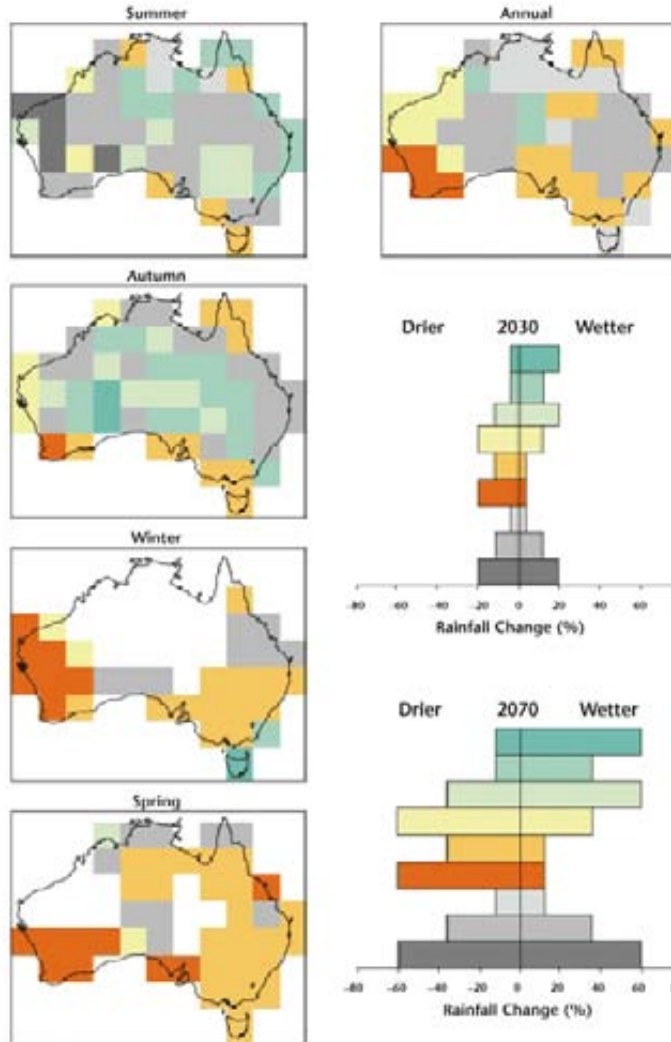 Summer
Annual
Autumn
Drier 2030 Wetter
Winter
-80 -60 -40 -20 0 20 40 60
Rainfall Change (%)
Drier 2070 Wetter
Spring
-80 -60 -40 -20 0 20 40 60
Rainfall Change (%)